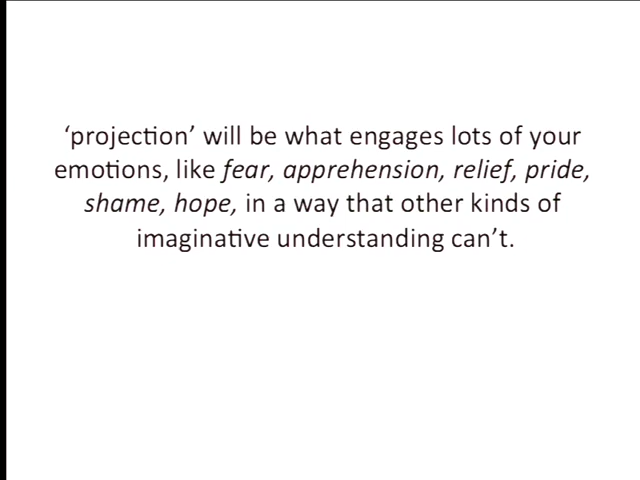 ‘projection’ will be what engages lots of your
emotions, like fear, apprehension, relief, pride,
shame, hope, in a way that other kinds of
imaginative understanding can’t.